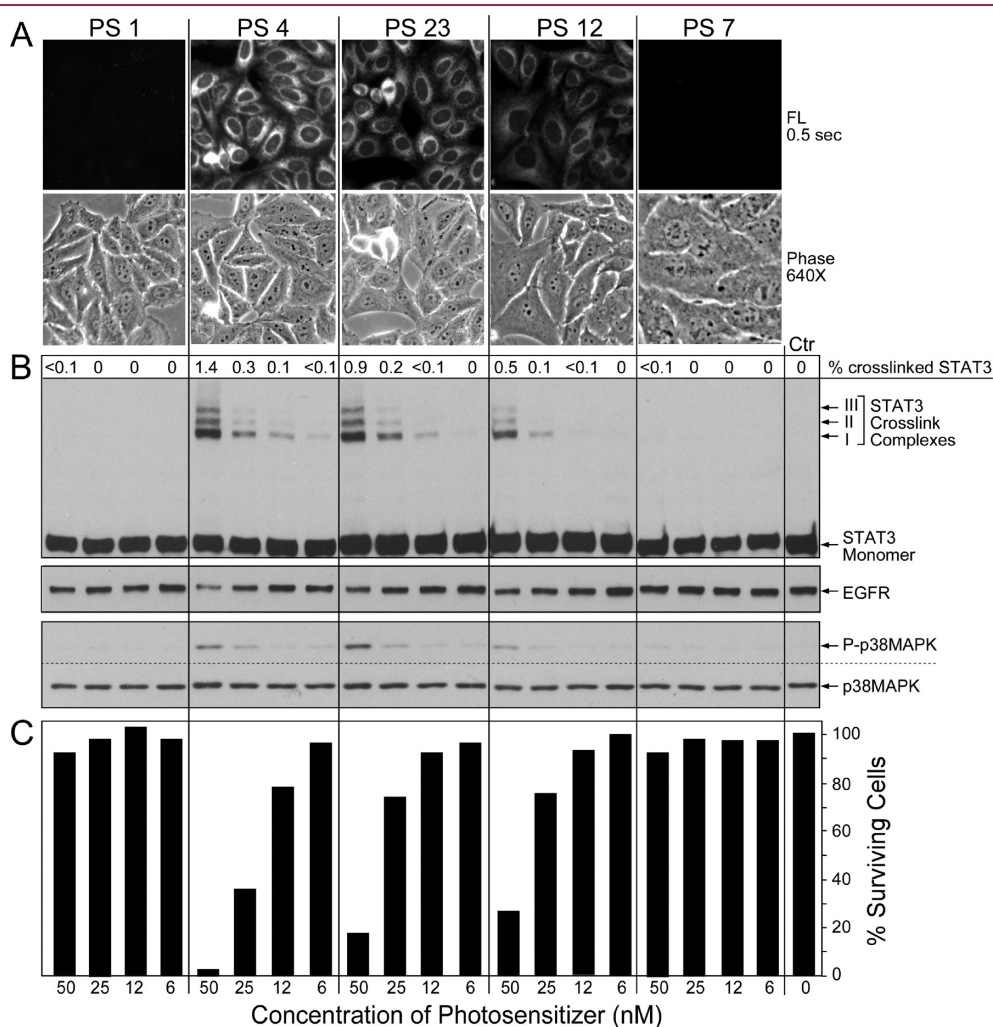 A
PS 1 PS 4 PS 23 PS 12 PS 7
FL
0.5 sec
Phase
640X
B
Ctr
<0.1 0 0 0 1.4 0.3 0.1 <0.1 0.9 0.2 <0.1 0 0.5 0.1 <0.1 0 <0.1 0 0 0 0 % crosslinked STAT3
III STAT3
II Crosslink
I Complexes
STAT3
Monomer
EGFR
P-p38MAPK
p38MAPK
C
100
80
60
40
20
0
% Surviving Cells
50 25 12 6 50 25 12 6 50 25 12 6 50 25 12 6 50 25 12 6 0
Concentration of Photosensitizer (nM)